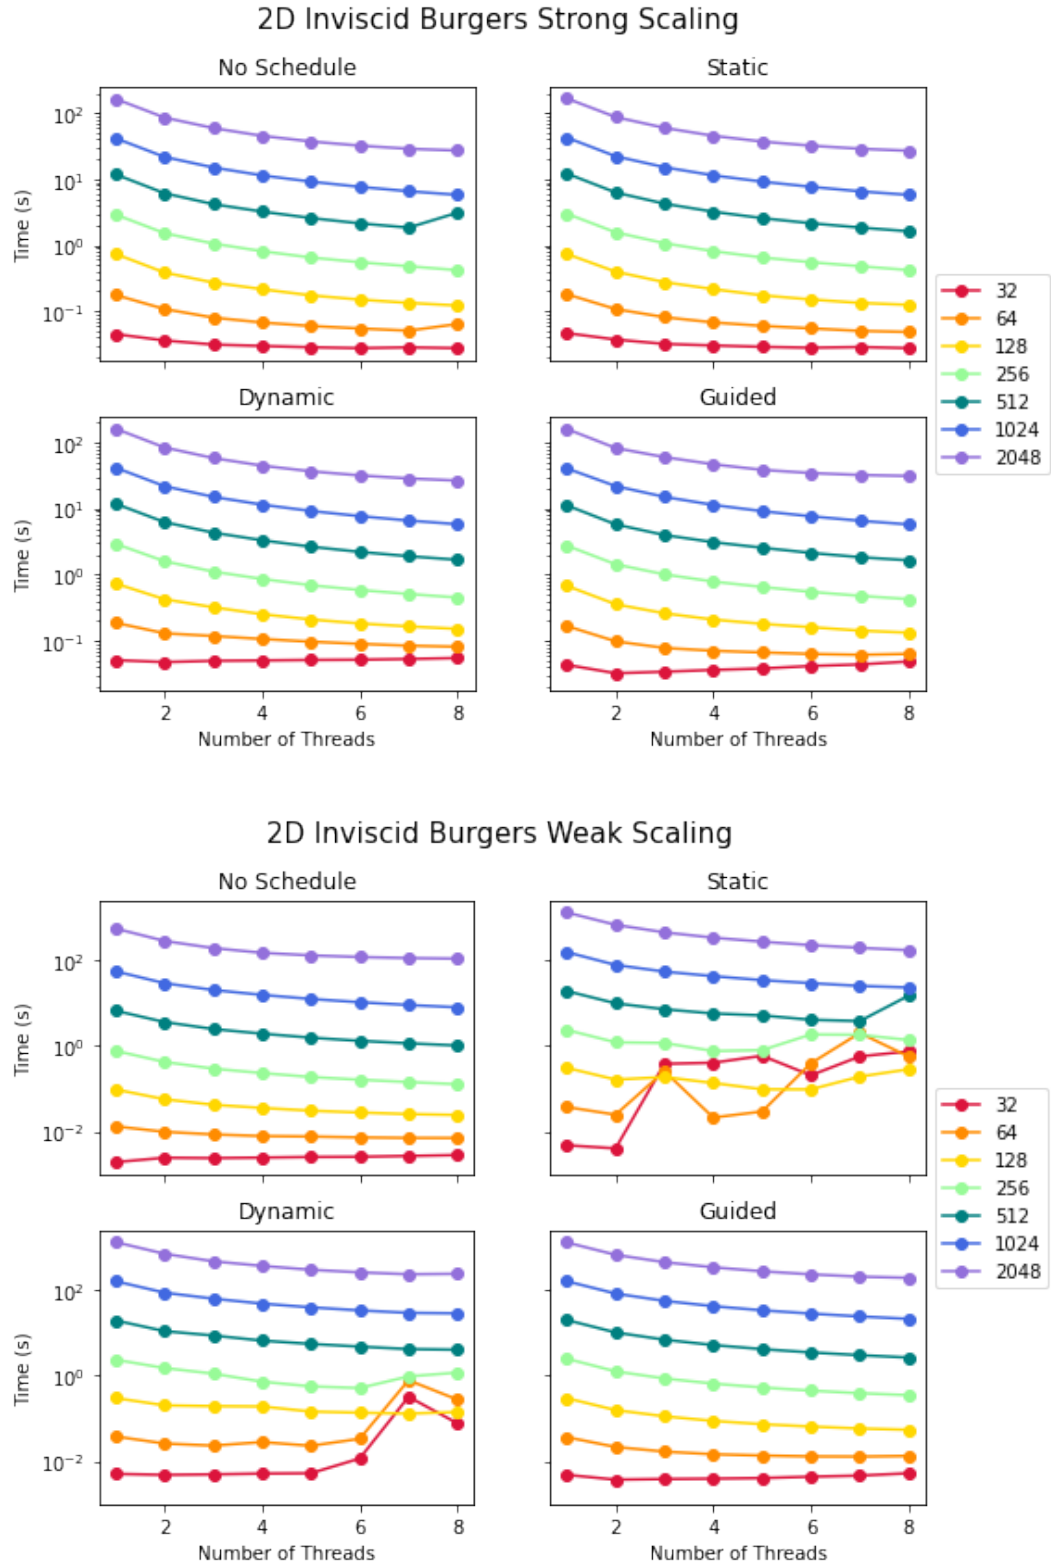 2D Inviscid Burgers Strong Scaling
No Schedule
Static
10²
10¹
10⁰
10⁻¹
Time (s)
Dynamic
Guided
10²
10¹
10⁰
10⁻¹
Time (s)
2 4 6 8
2 4 6 8
Number of Threads
Number of Threads
32
64
128
256
512
1024
2048
2D Inviscid Burgers Weak Scaling
No Schedule
Static
10²
10⁰
10⁻²
Time (s)
Dynamic
Guided
10²
10⁰
10⁻²
Time (s)
2 4 6 8
2 4 6 8
Number of Threads
Number of Threads
32
64
128
256
512
1024
2048